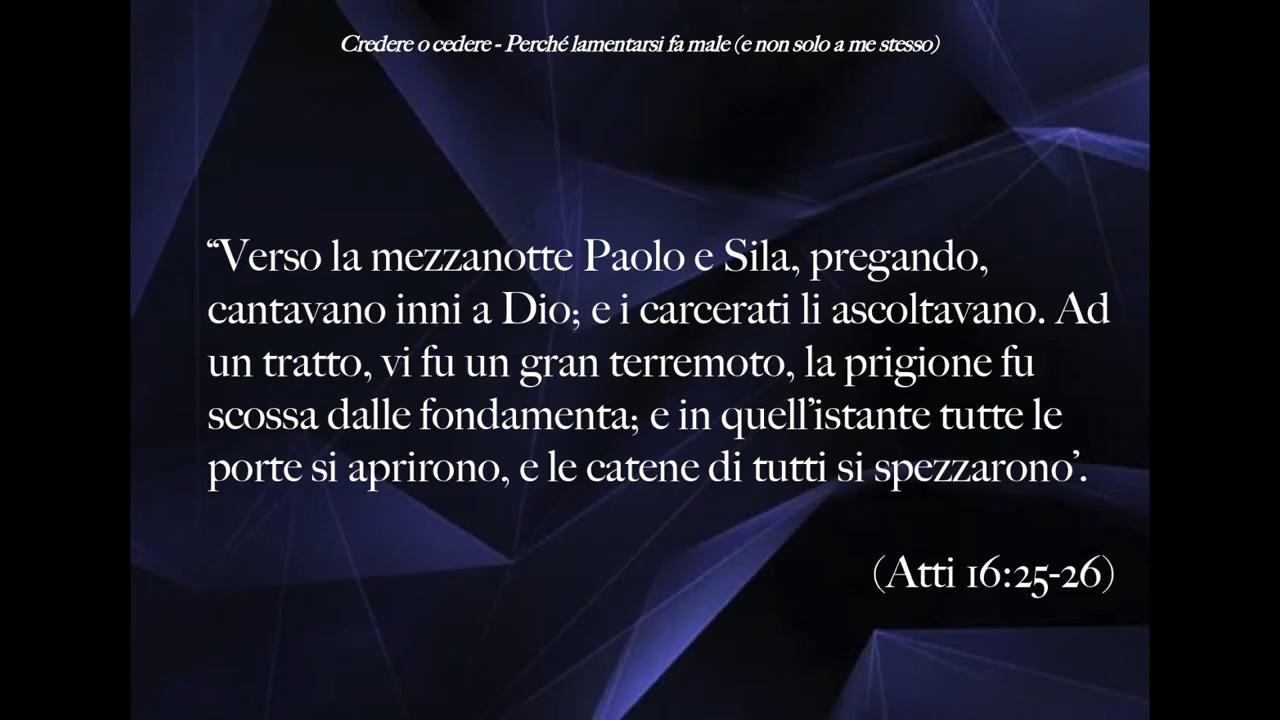 Credere o cedere - Perché lamentarsi fa male (e non solo a me stesso)
“Verso la mezzanotte Paolo e Sila, pregando,
cantavano inni a Dio; e i carcerati li ascoltavano. Ad
un tratto, vi fu un gran terremoto, la prigione fu
scossa dalle fondamenta; e in quell’istante tutte le
porte si aprirono, e le catene di tutti si spezzarono’.
(Atti 16:25-26)